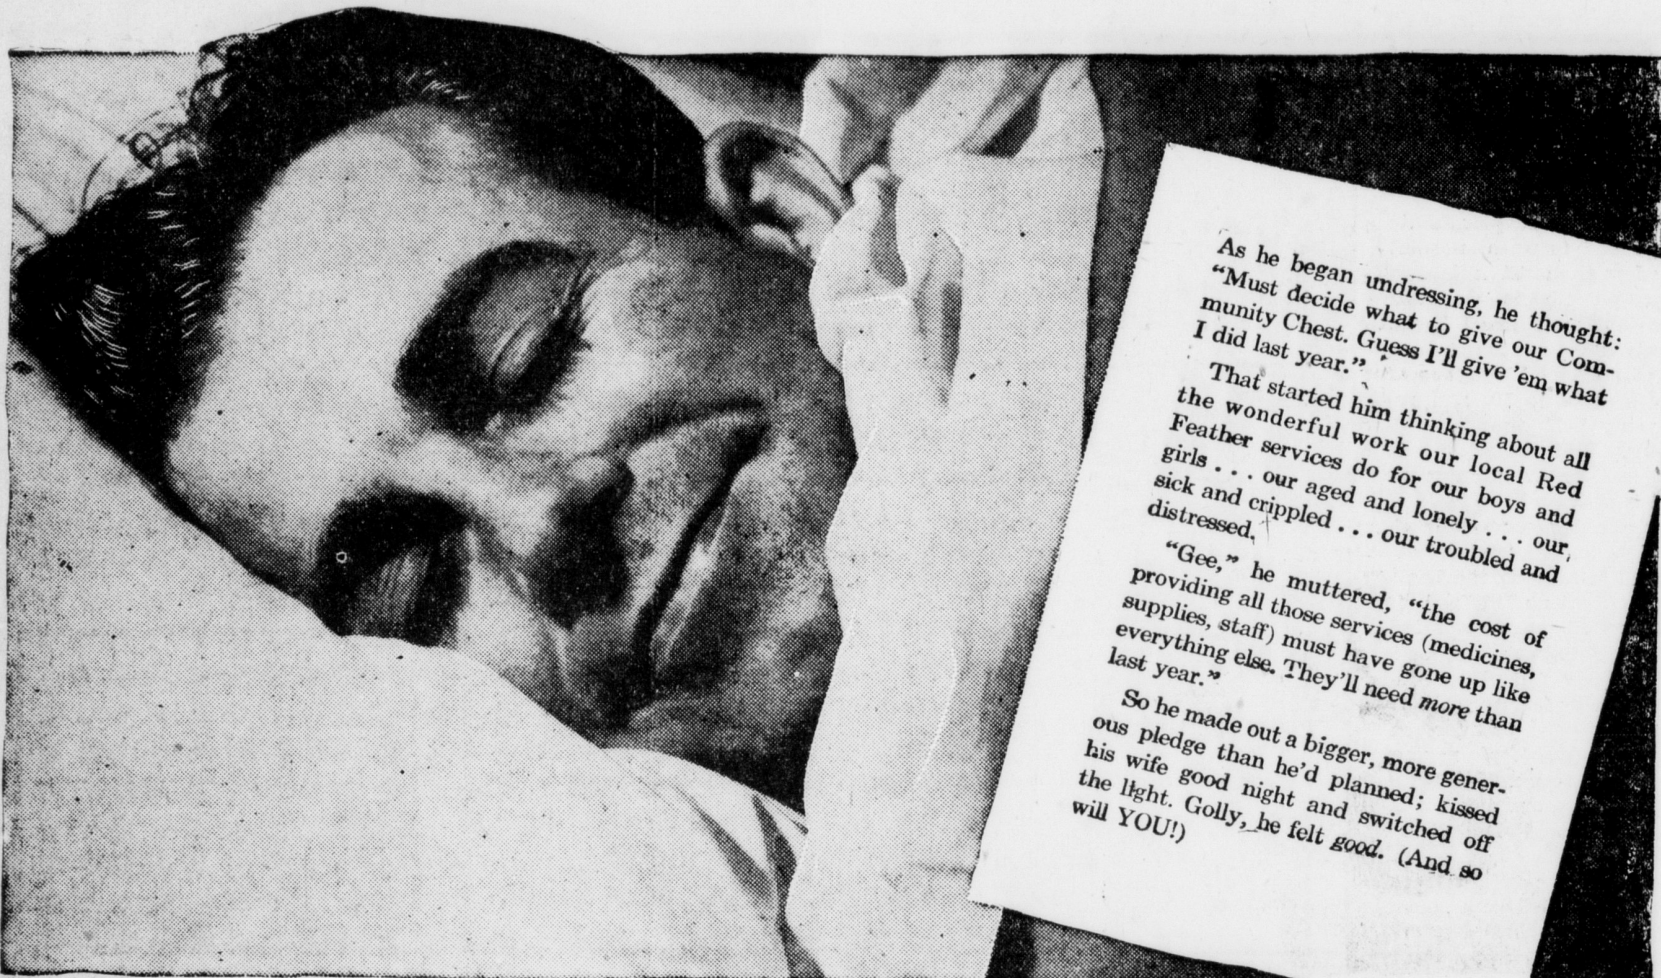 As he began undressing, he thought:
“Must decide what to give our Com-
munity Chest. Guess I’ll give ’em what
I did last year.”
That started him thinking about all
the wonderful work our local Red
Feather services do for our boys and
girls . . . our aged and lonely . . . our
sick and crippled . . . our troubled and
distressed.
“Gee,” he muttered, “the cost of
providing all those services (medicines,
supplies, staff) must have gone up like
everything else. They’ll need more than
last year.”
So he made out a bigger, more gener-
ous pledge than he’d planned; kissed
his wife good night and switched off
the light. Golly, he felt good. (And so
will YOU!)